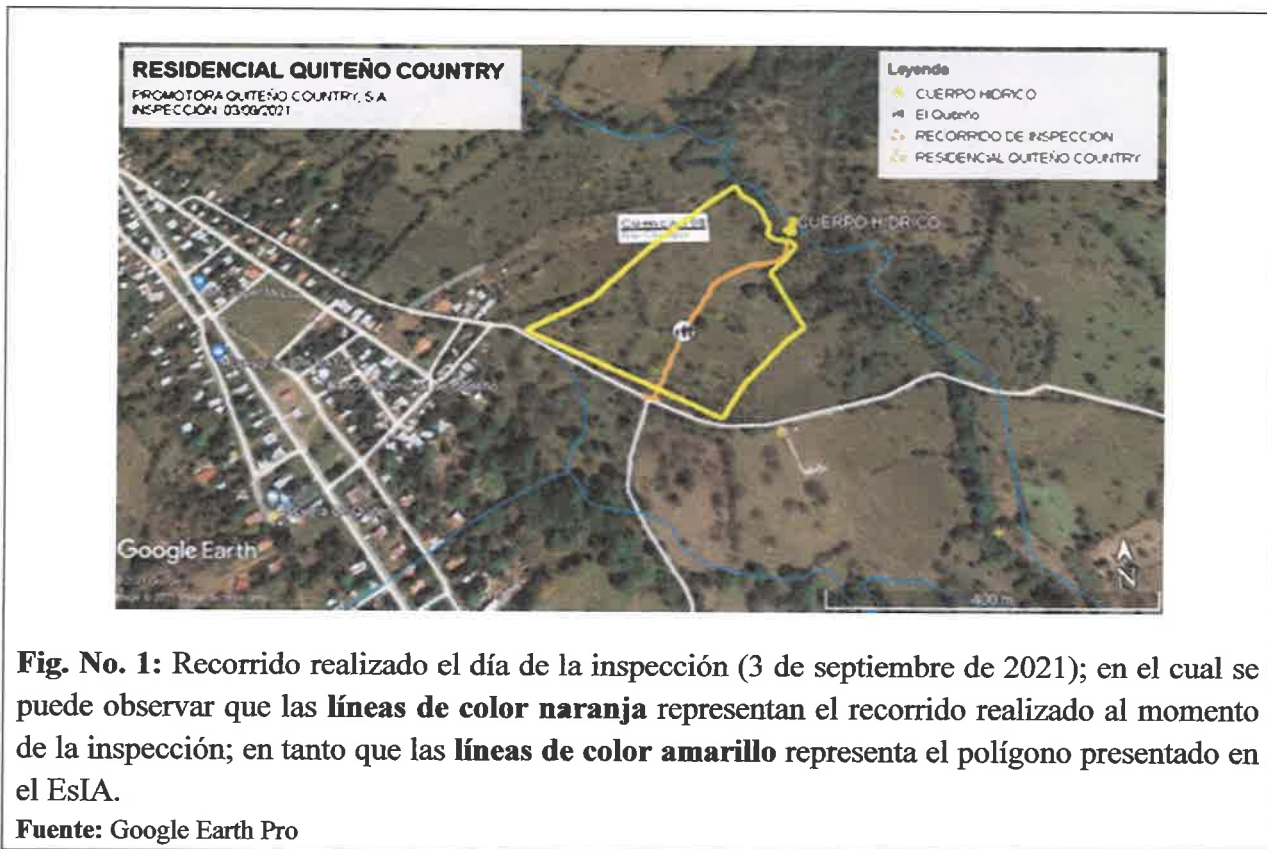 RESIDENCIAL QUITEÑO COUNTRY
PROMOTORA QUITEÑO COUNTRY, S.A
INSPECCIÓN 03/09/2021
Leyenda
CUERPO HIDRICO
El Quiteño
RECORRIDO DE INSPECCION
RESIDENCIAL QUITEÑO COUNTRY
CUERPO HIDRICO
Google Earth
N
400 m
Fig. No. 1: Recorrido realizado el día de la inspección (3 de septiembre de 2021); en el cual se
puede observar que las líneas de color naranja representan el recorrido realizado al momento
de la inspección; en tanto que las líneas de color amarillo representa el polígono presentado en
el EsIA.
Fuente: Google Earth Pro